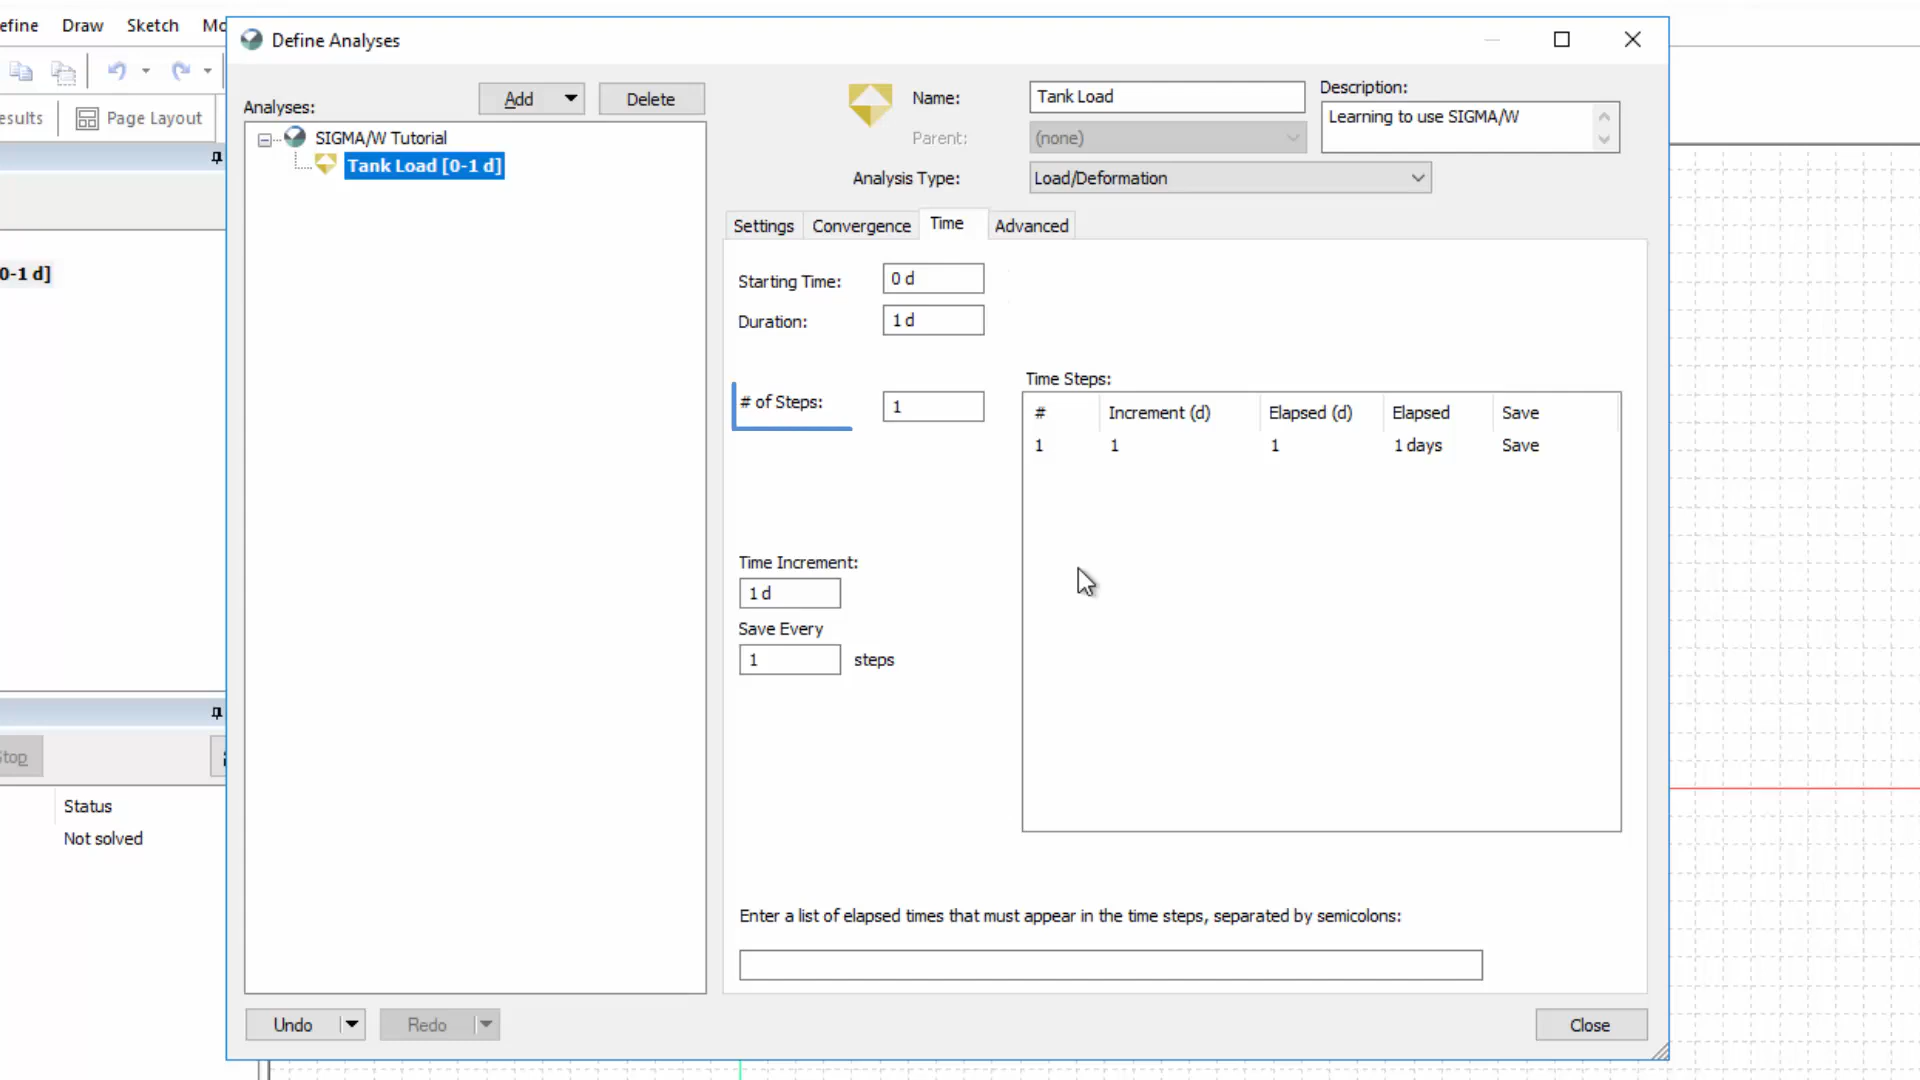 efine Draw Sketch Mo
Define Analyses
esults Page Layout
Analyses: Add Delete
SIGMA/W Tutorial
Tank Load [0-1 d]
Name: Tank Load
Parent: (none)
Analysis Type: Load/Deformation
Description:
Learning to use SIGMA/W
Settings Convergence Time Advanced
0-1 d]
Starting Time: 0 d
Duration: 1 d
# of Steps: 1
Time Steps:
# Increment (d) Elapsed (d) Elapsed Save
1 1 1 1 days Save
Time Increment:
1 d
Save Every
1 steps
top
Status
Not solved
Enter a list of elapsed times that must appear in the time steps, separated by semicolons:
Undo Redo Close